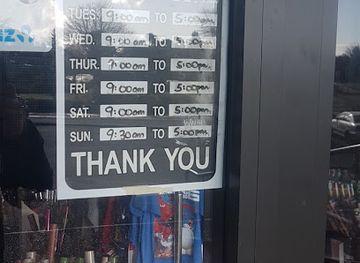 TUES. 9:00am TO 5:00pm.
WED. 9:00am TO 5:00pm.
THUR. 9:00am TO 5:00pm.
FRI. 9:00am TO 5:00pm.
SAT. 9:00am TO 5:00pm.
SUN. 9:30am TO 5:00pm.
THANK YOU